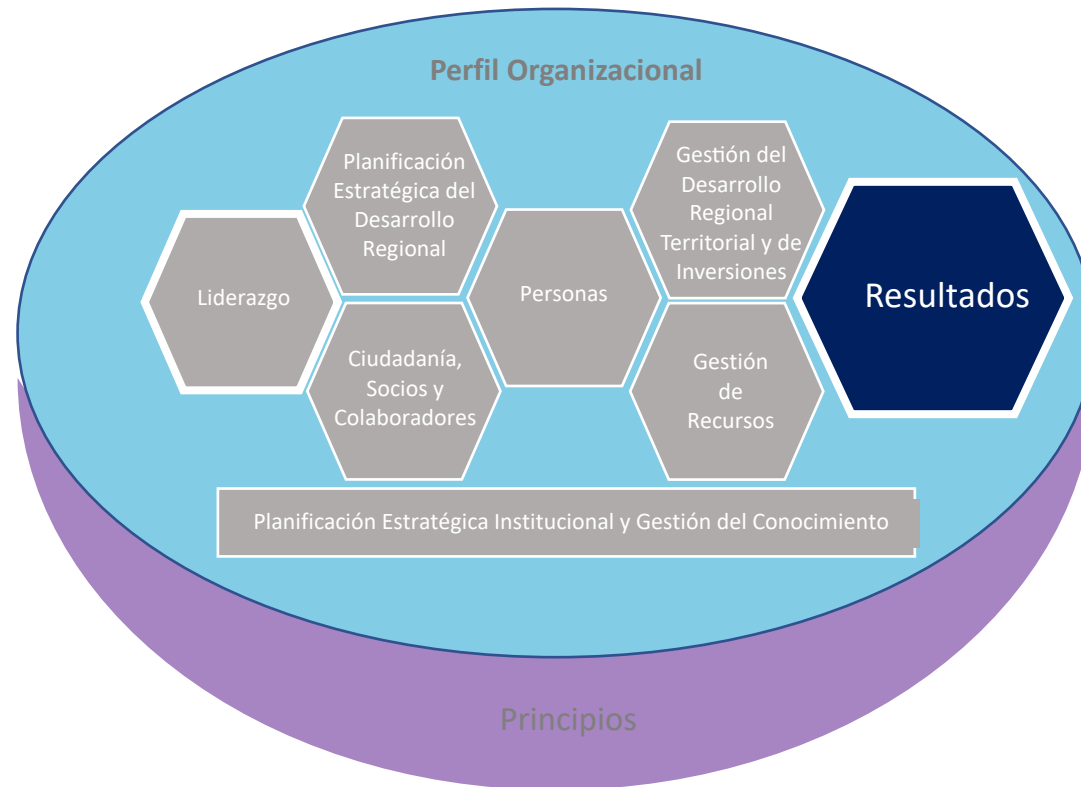 Perfil Organizacional
Planificación
Estratégica del
Desarrollo
Regional
Gestión del
Desarrollo
Regional
Territorial y de
Inversiones
Liderazgo
Personas
Resultados
Ciudadanía,
Socios y
Colaboradores
Gestión
de
Recursos
Planificación Estratégica Institucional y Gestión del Conocimiento
Principios